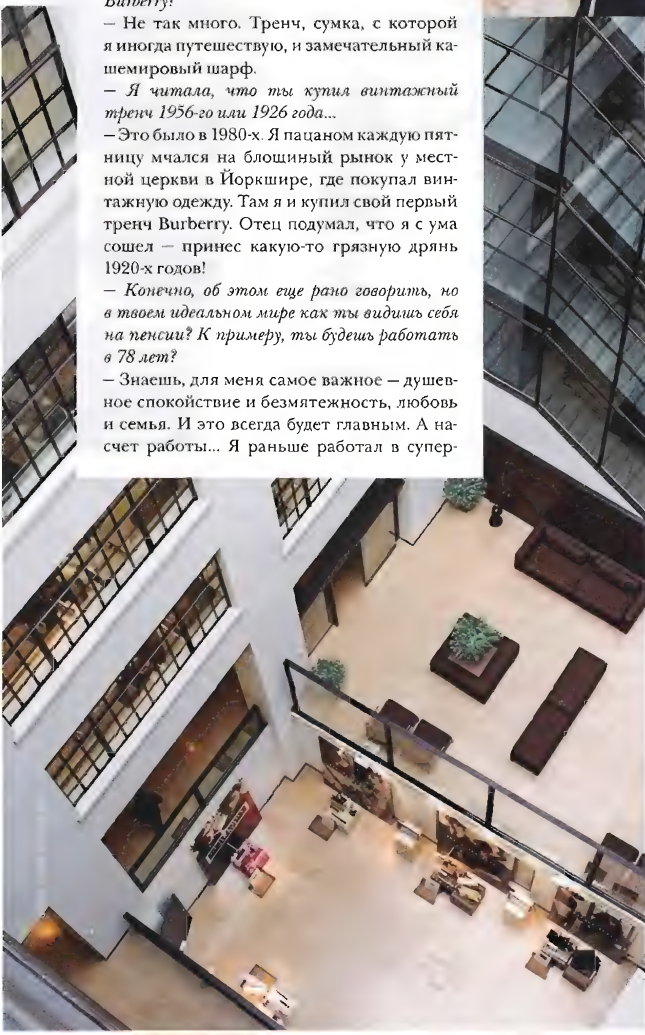 Burberry?
— Не так много. Тренч, сумка, с которой
я иногда путешествую, и замечательный ка-
шемировый шарф.
— Я читала, что ты купил винтажный
тренч 1956-го или 1926 года...
— Это было в 1980-х. Я пацаном каждую пят-
ницу мчался на блошиный рынок у мест-
ной церкви в Йоркшире, где покупал вин-
тажную одежду. Там я и купил свой первый
тренч Burberry. Отец подумал, что я с ума
сошел — принес какую-то грязную дрянь
1920-х годов!
— Конечно, об этом еще рано говорить, но
в твоем идеальном мире как ты видишь себя
на пенсии? К примеру, ты будешь работать
в 78 лет?
— Знаешь, для меня самое важное — душев-
ное спокойствие и безмятежность, любовь
и семья. И это всегда будет главным. А на-
счет работы... Я раньше работал в супер-